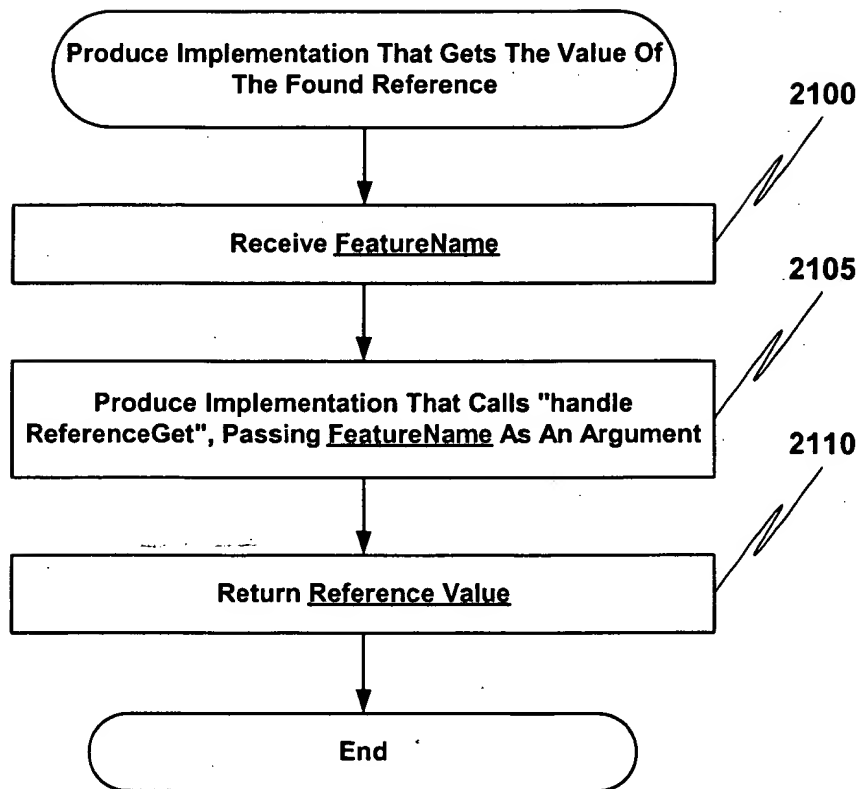 Produce Implementation That Gets The Value Of
The Found Reference
2100
Receive FeatureName
2105
Produce Implementation That Calls "handle
ReferenceGet", Passing FeatureName As An Argument
2110
Return Reference Value
End